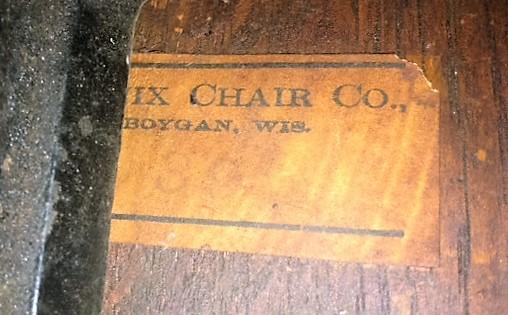 IX CHAIR CO.,
BOYGAN, WIS.